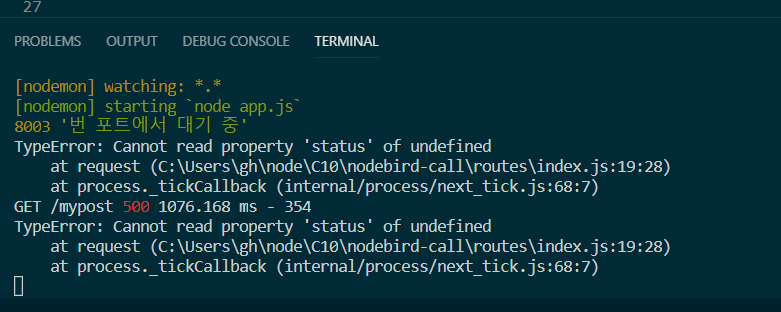 27
PROBLEMS OUTPUT DEBUG CONSOLE TERMINAL
[nodemon] watching: *.*
[nodemon] starting `node app.js`
8003 '번 포트에서 대기 중'
TypeError: Cannot read property 'status' of undefined
    at request (C:\Users\gh\node\C10\nodebird-call\routes\index.js:19:28)
    at process._tickCallback (internal/process/next_tick.js:68:7)
GET /mypost 500 1076.168 ms - 354
TypeError: Cannot read property 'status' of undefined
    at request (C:\Users\gh\node\C10\nodebird-call\routes\index.js:19:28)
    at process._tickCallback (internal/process/next_tick.js:68:7)